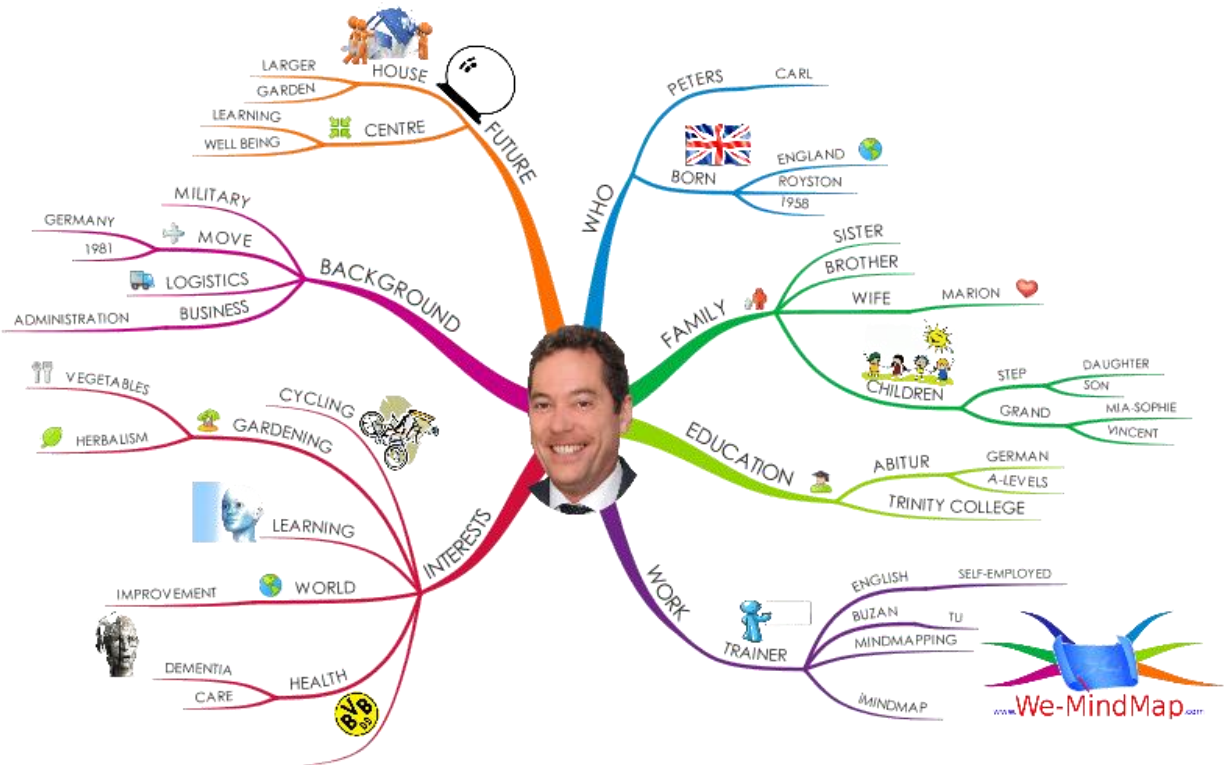 WHO
PETERS
CARL
BORN
ENGLAND
ROYSTON
1958
FAMILY
SISTER
BROTHER
WIFE
MARION
CHILDREN
STEP
DAUGHTER
SON
GRAND
MIA-SOPHIE
VINCENT
EDUCATION
ABITUR
GERMAN
A-LEVELS
TRINITY COLLEGE
WORK
TRAINER
ENGLISH
SELF-EMPLOYED
BUZAN
TU
MINDMAPPING
iMINDMAP
www.We-MindMap.com
INTERESTS
CYCLING
GARDENING
VEGETABLES
HERBALISM
LEARNING
WORLD
IMPROVEMENT
HEALTH
DEMENTIA
CARE
BVB
09
BACKGROUND
MILITARY
MOVE
GERMANY
1981
LOGISTICS
BUSINESS
ADMINISTRATION
FUTURE
HOUSE
LARGER
GARDEN
CENTRE
LEARNING
WELL BEING